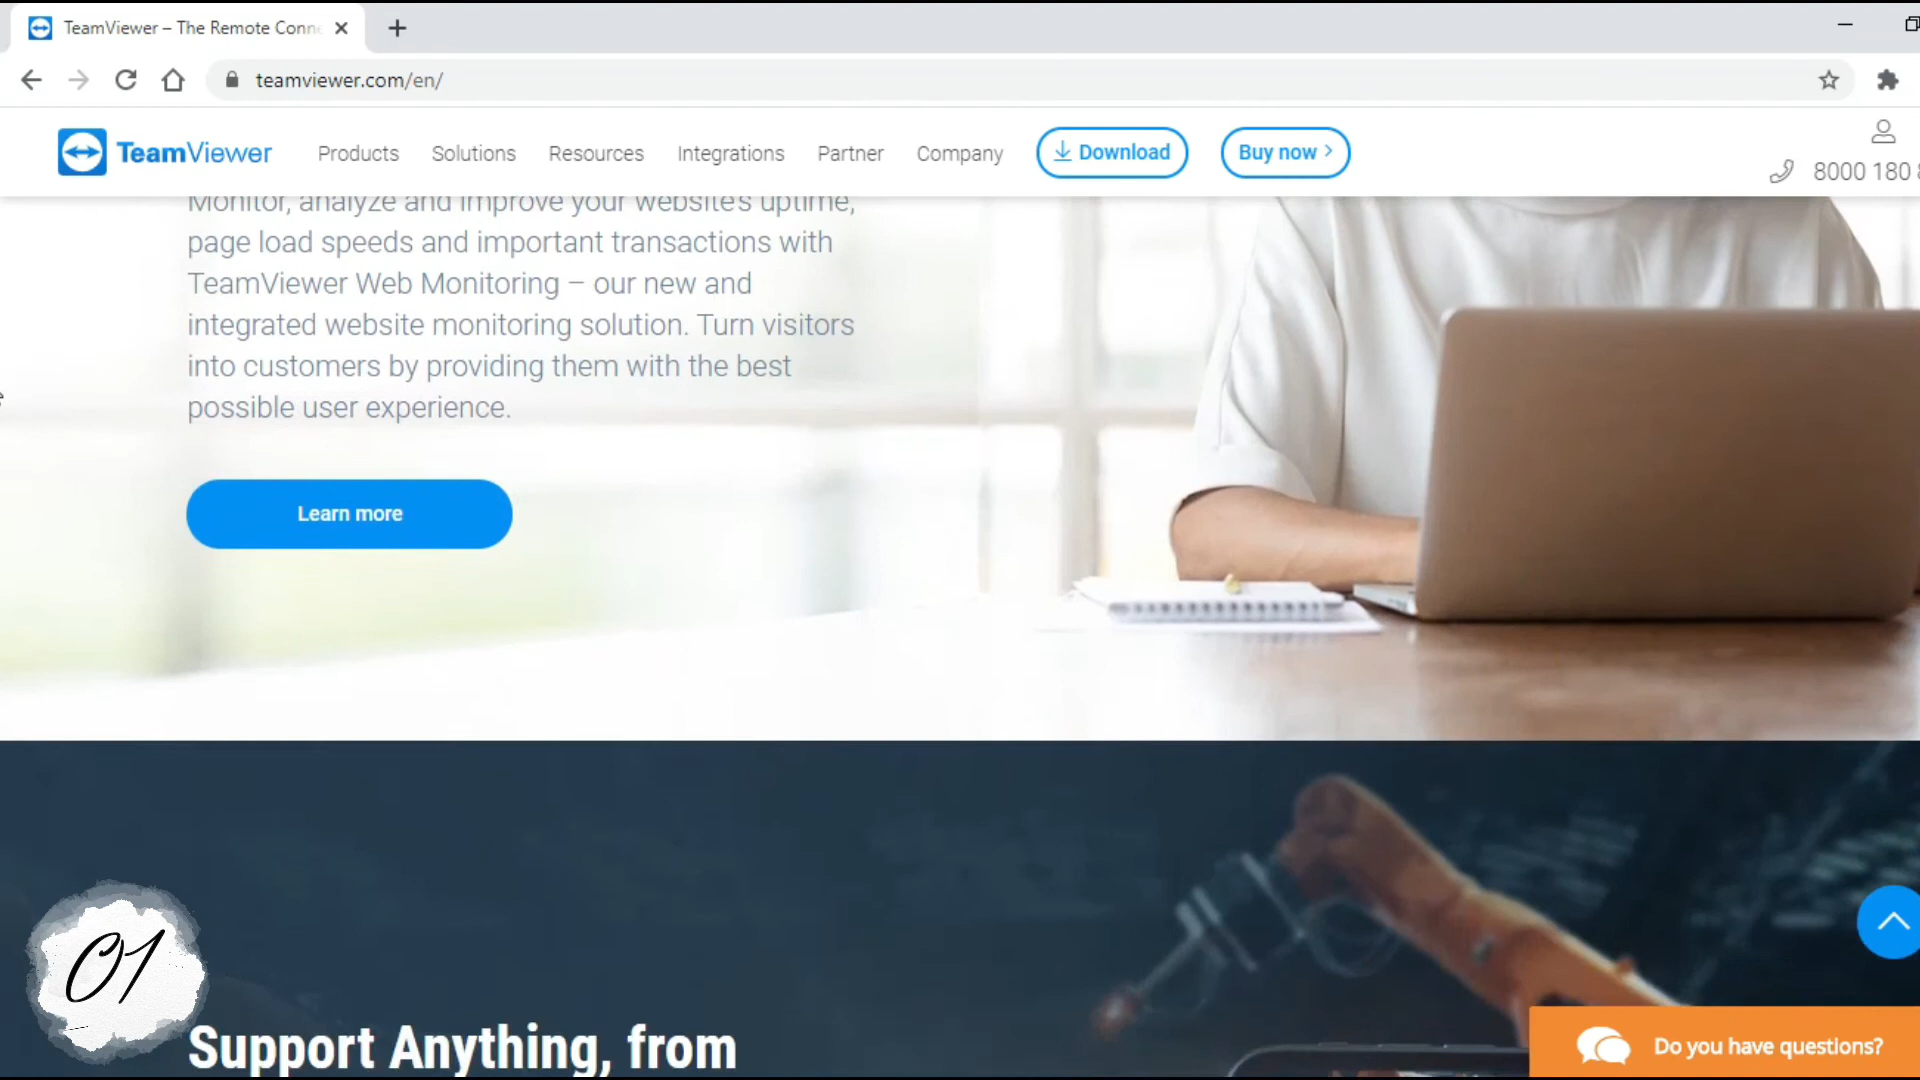 TeamViewer – The Remote Conne
teamviewer.com/en/
TeamViewer
Products
Solutions
Resources
Integrations
Partner
Company
Download
Buy now
8000 180
Monitor, analyze and improve your website's uptime,
page load speeds and important transactions with
TeamViewer Web Monitoring – our new and
integrated website monitoring solution. Turn visitors
into customers by providing them with the best
possible user experience.
Learn more
01
Support Anything, from
Do you have questions?